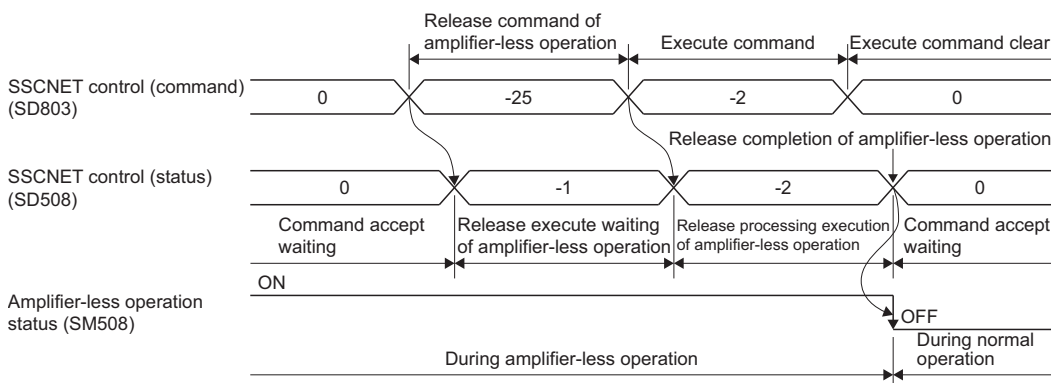 Release command of
amplifier-less operation
Execute command
Execute command clear
SSCNET control (command)
(SD803)
0
-25
-2
0
Release completion of amplifier-less operation
SSCNET control (status)
(SD508)
0
-1
-2
0
Command accept
waiting
Release execute waiting
of amplifier-less operation
Release processing execution
of amplifier-less operation
Command accept
waiting
ON
Amplifier-less operation
status (SM508)
OFF
During amplifier-less operation
During normal
operation